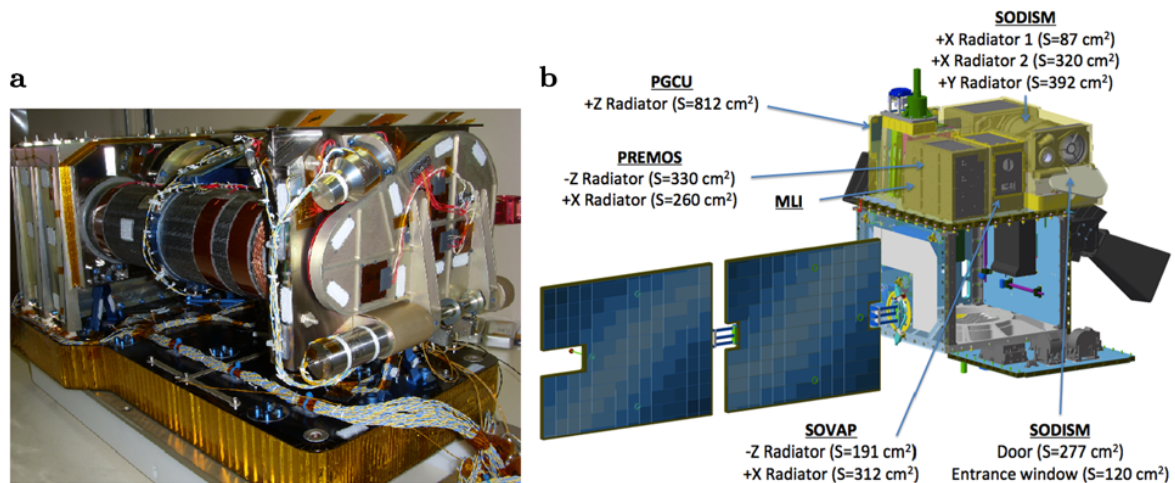 a
b
SODISM
+X Radiator 1 (S=87 cm²)
+X Radiator 2 (S=320 cm²)
+Y Radiator (S=392 cm²)
PGCU
+Z Radiator (S=812 cm²)
PREMOS
-Z Radiator (S=330 cm²)
+X Radiator (S=260 cm²)
MLI
SOVAP
-Z Radiator (S=191 cm²)
+X Radiator (S=312 cm²)
SODISM
Door (S=277 cm²)
Entrance window (S=120 cm²)